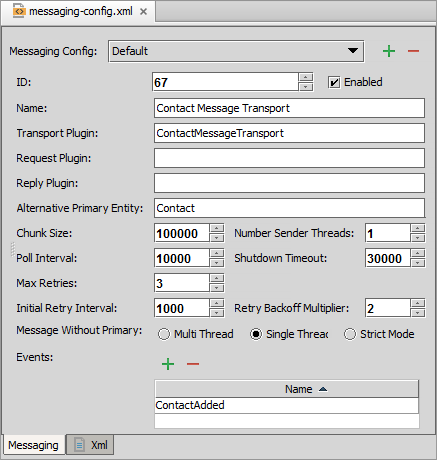 messaging-config.xml
Messaging Config: Default
ID: 67 Enabled
Name: Contact Message Transport
Transport Plugin: ContactMessageTransport
Request Plugin:
Reply Plugin:
Alternative Primary Entity: Contact
Chunk Size: 100000 Number Sender Threads: 1
Poll Interval: 10000 Shutdown Timeout: 30000
Max Retries: 3
Initial Retry Interval: 1000 Retry Backoff Multiplier: 2
Message Without Primary: Multi Thread Single Threac Strict Mode
Events:
Name
ContactAdded
Messaging Xml